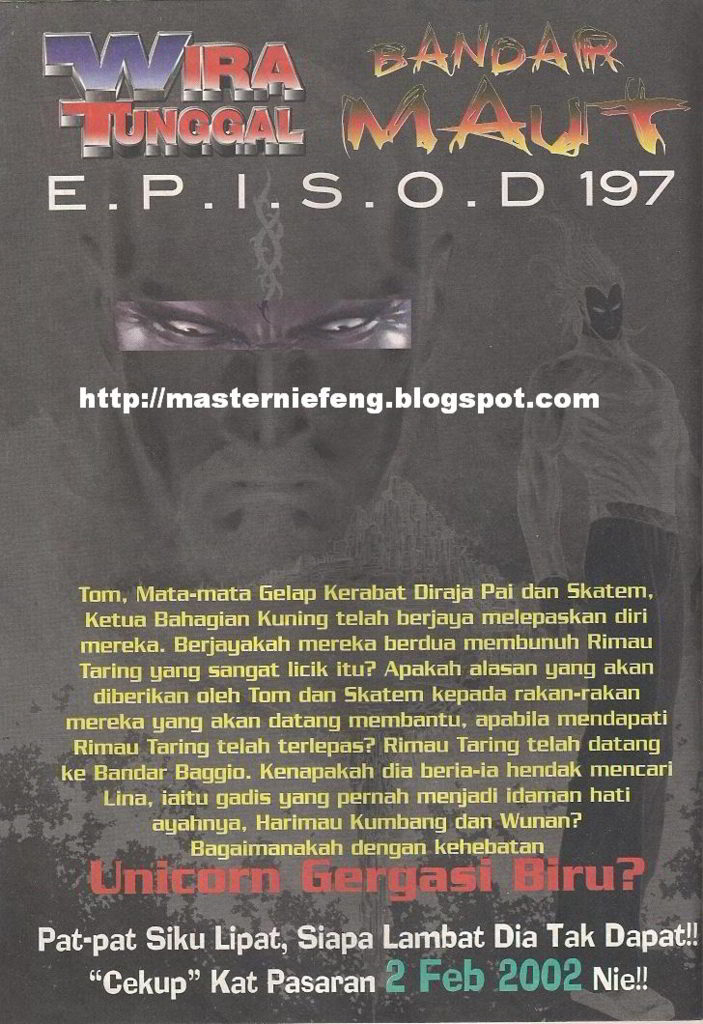 WIRA
TUNGGAL
BANDAR
MAUT
E.P.I.S.O.D 197
http://masterniefeng.blogspot.com
Tom, Mata-mata Gelap Kerabat Diraja Pai dan Skatem,
Ketua Bahagian Kuning telah berjaya melepaskan diri
mereka. Berjayakah mereka berdua membunuh Rimau
Taring yang sangat licik itu? Apakah alasan yang akan
diberikan oleh Tom dan Skatem kepada rakan-rakan
mereka yang akan datang membantu, apabila mendapati
Rimau Taring telah terlepas? Rimau Taring telah datang
ke Bandar Baggio. Kenapakah dia beria-ia hendak mencari
Lina, iaitu gadis yang pernah menjadi idaman hati
ayahnya, Harimau Kumbang dan Wunan?
Bagaimanakah dengan kehebatan
Unicorn Gergasi Biru?
Pat-pat Siku Lipat, Siapa Lambat Dia Tak Dapat!!
“Cekup” Kat Pasaran 2 Feb 2002 Nie!!